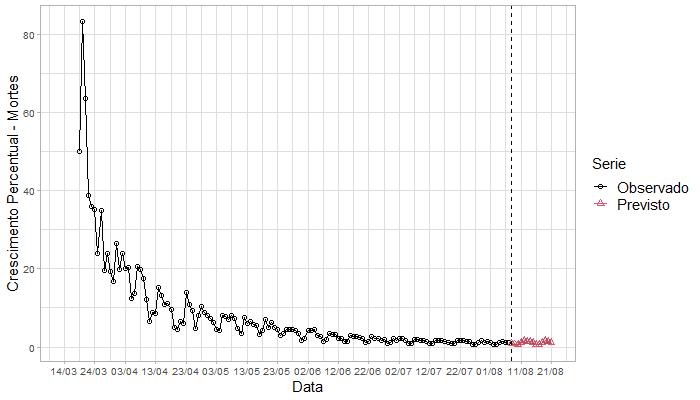 Crescimento Percentual - Mortes
80
60
40
20
0
14/03 24/03 03/04 13/04 23/04 03/05 13/05 23/05 02/06 12/06 22/06 02/07 12/07 22/07 01/08 11/08 21/08
Data
Serie
Observado
Previsto